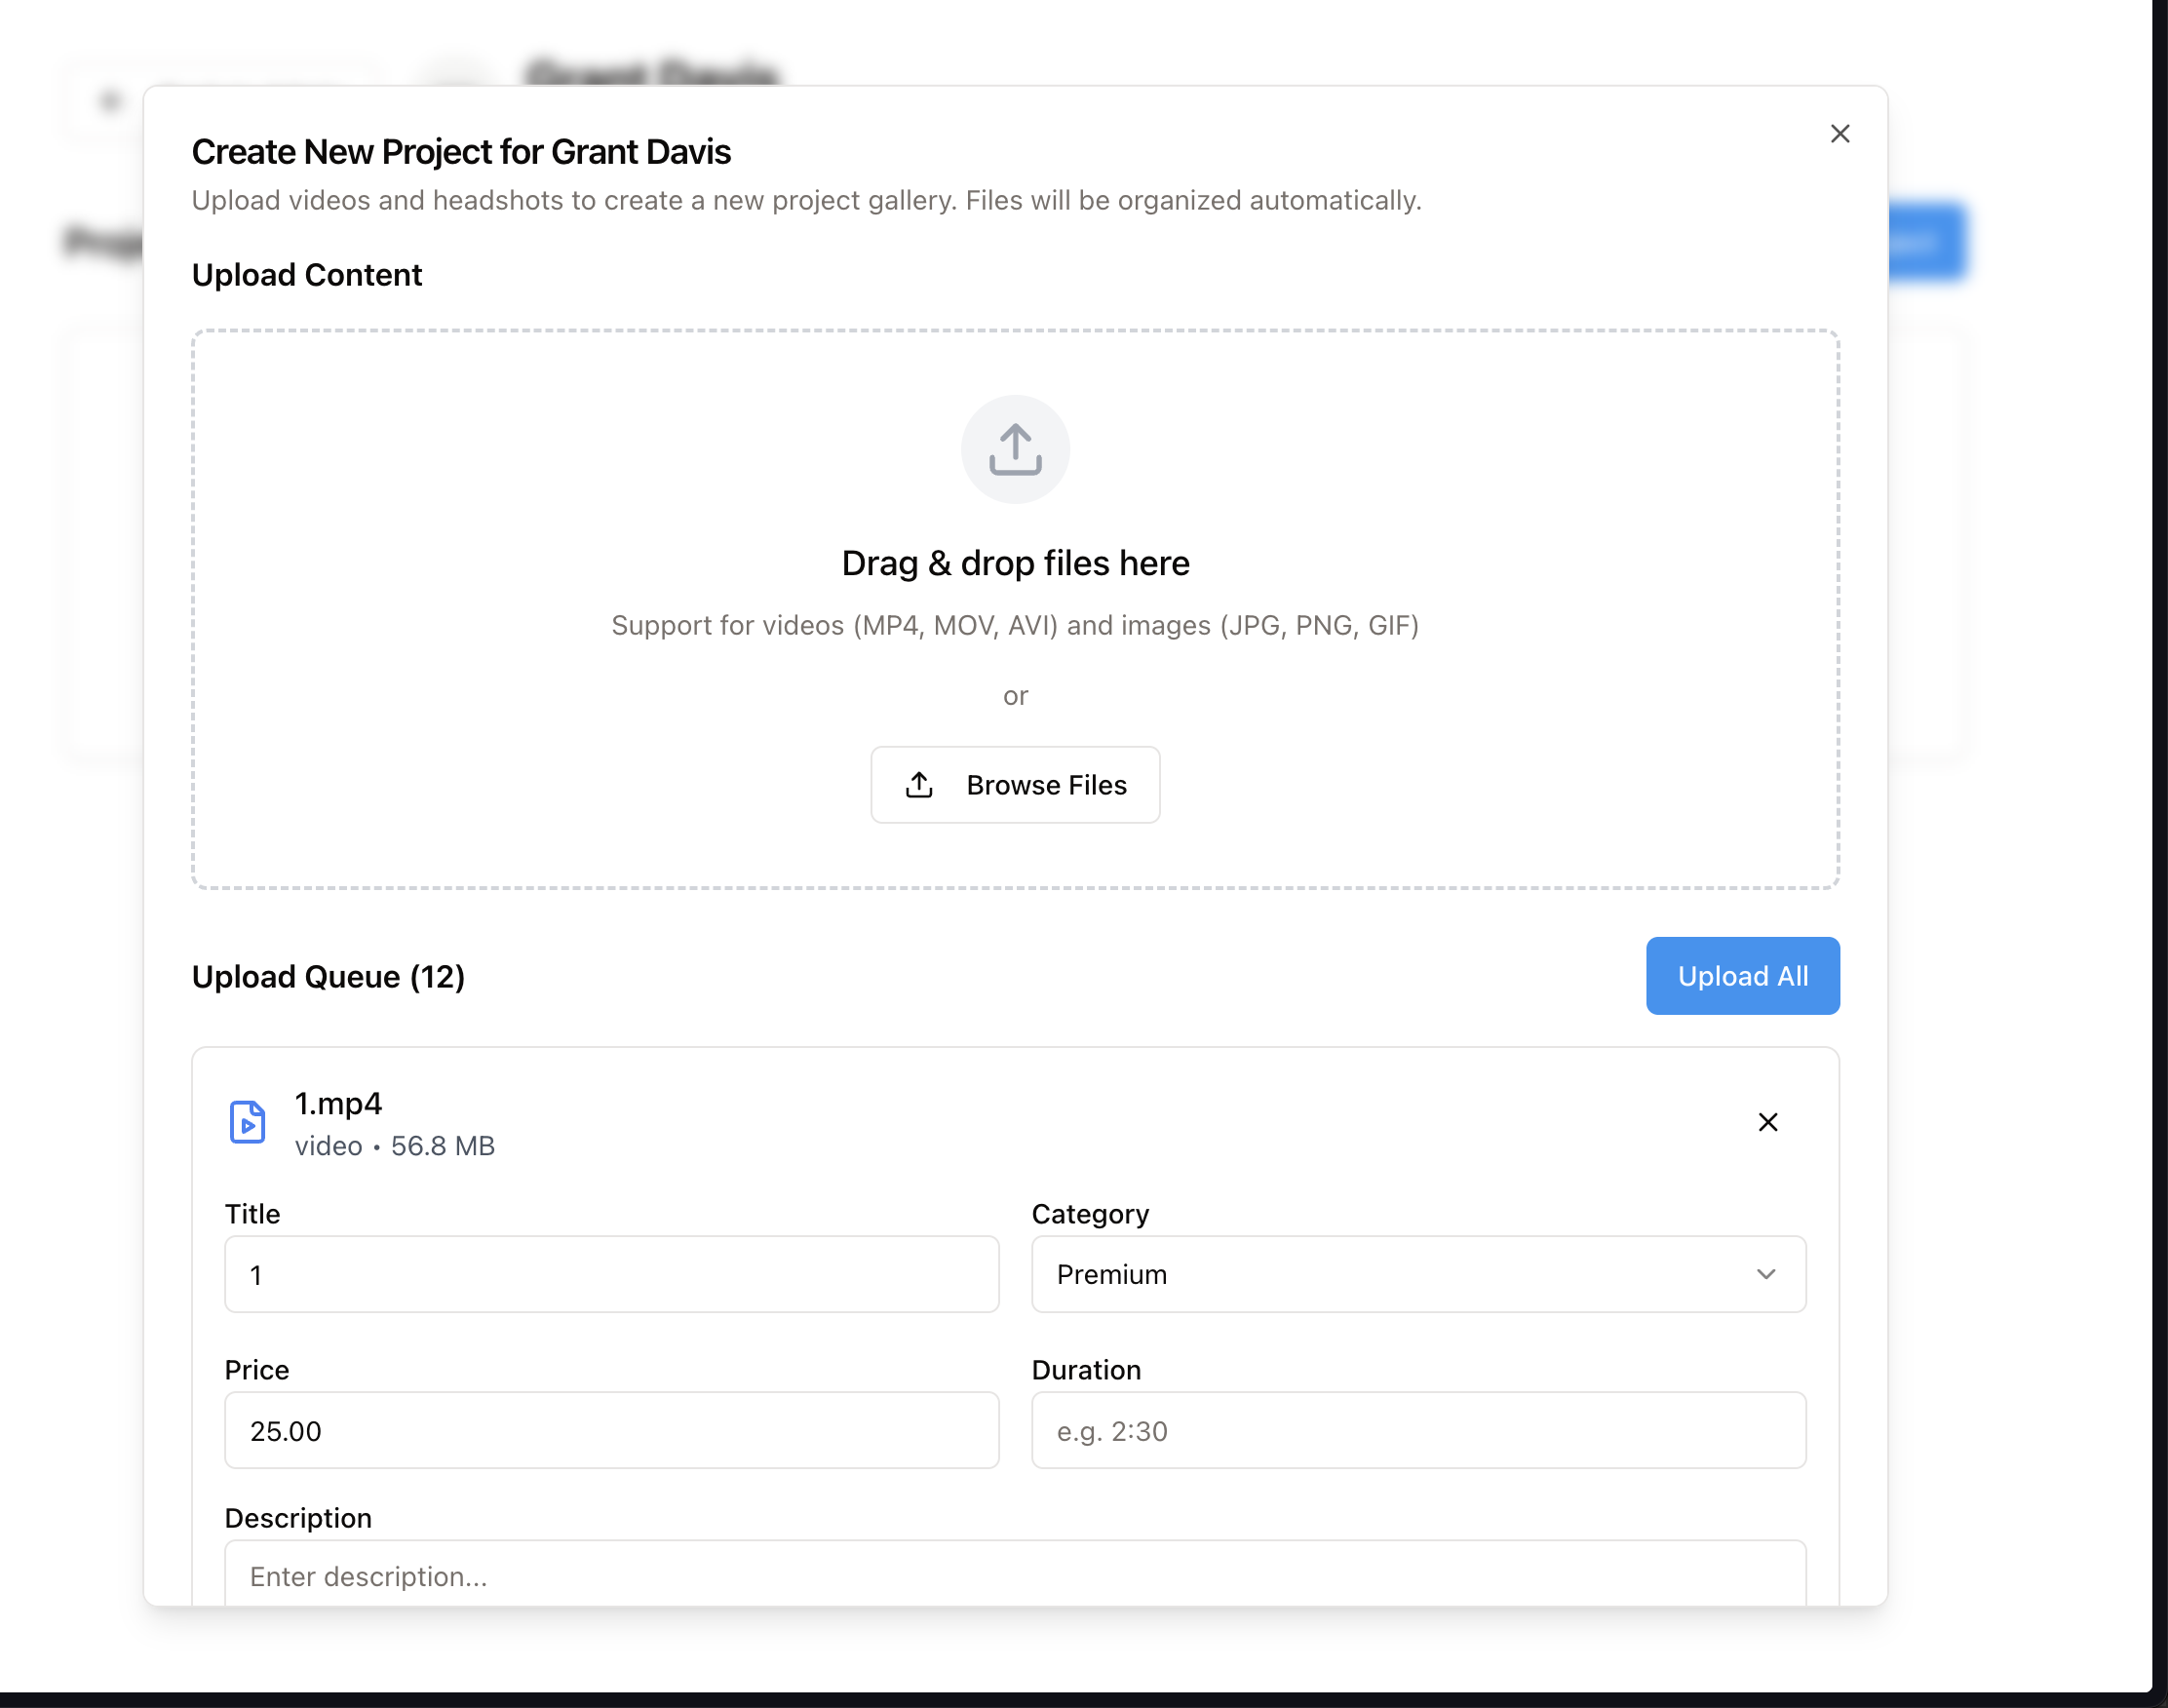 Grant Davis
Create New Project for Grant Davis
Upload videos and headshots to create a new project gallery. Files will be organized automatically.
Upload Content
Drag & drop files here
Support for videos (MP4, MOV, AVI) and images (JPG, PNG, GIF)
or
Browse Files
Upload Queue (12)
Upload All
1.mp4
video • 56.8 MB
Title
Category
1
Premium
Price
Duration
25.00
e.g. 2:30
Description
Enter description...